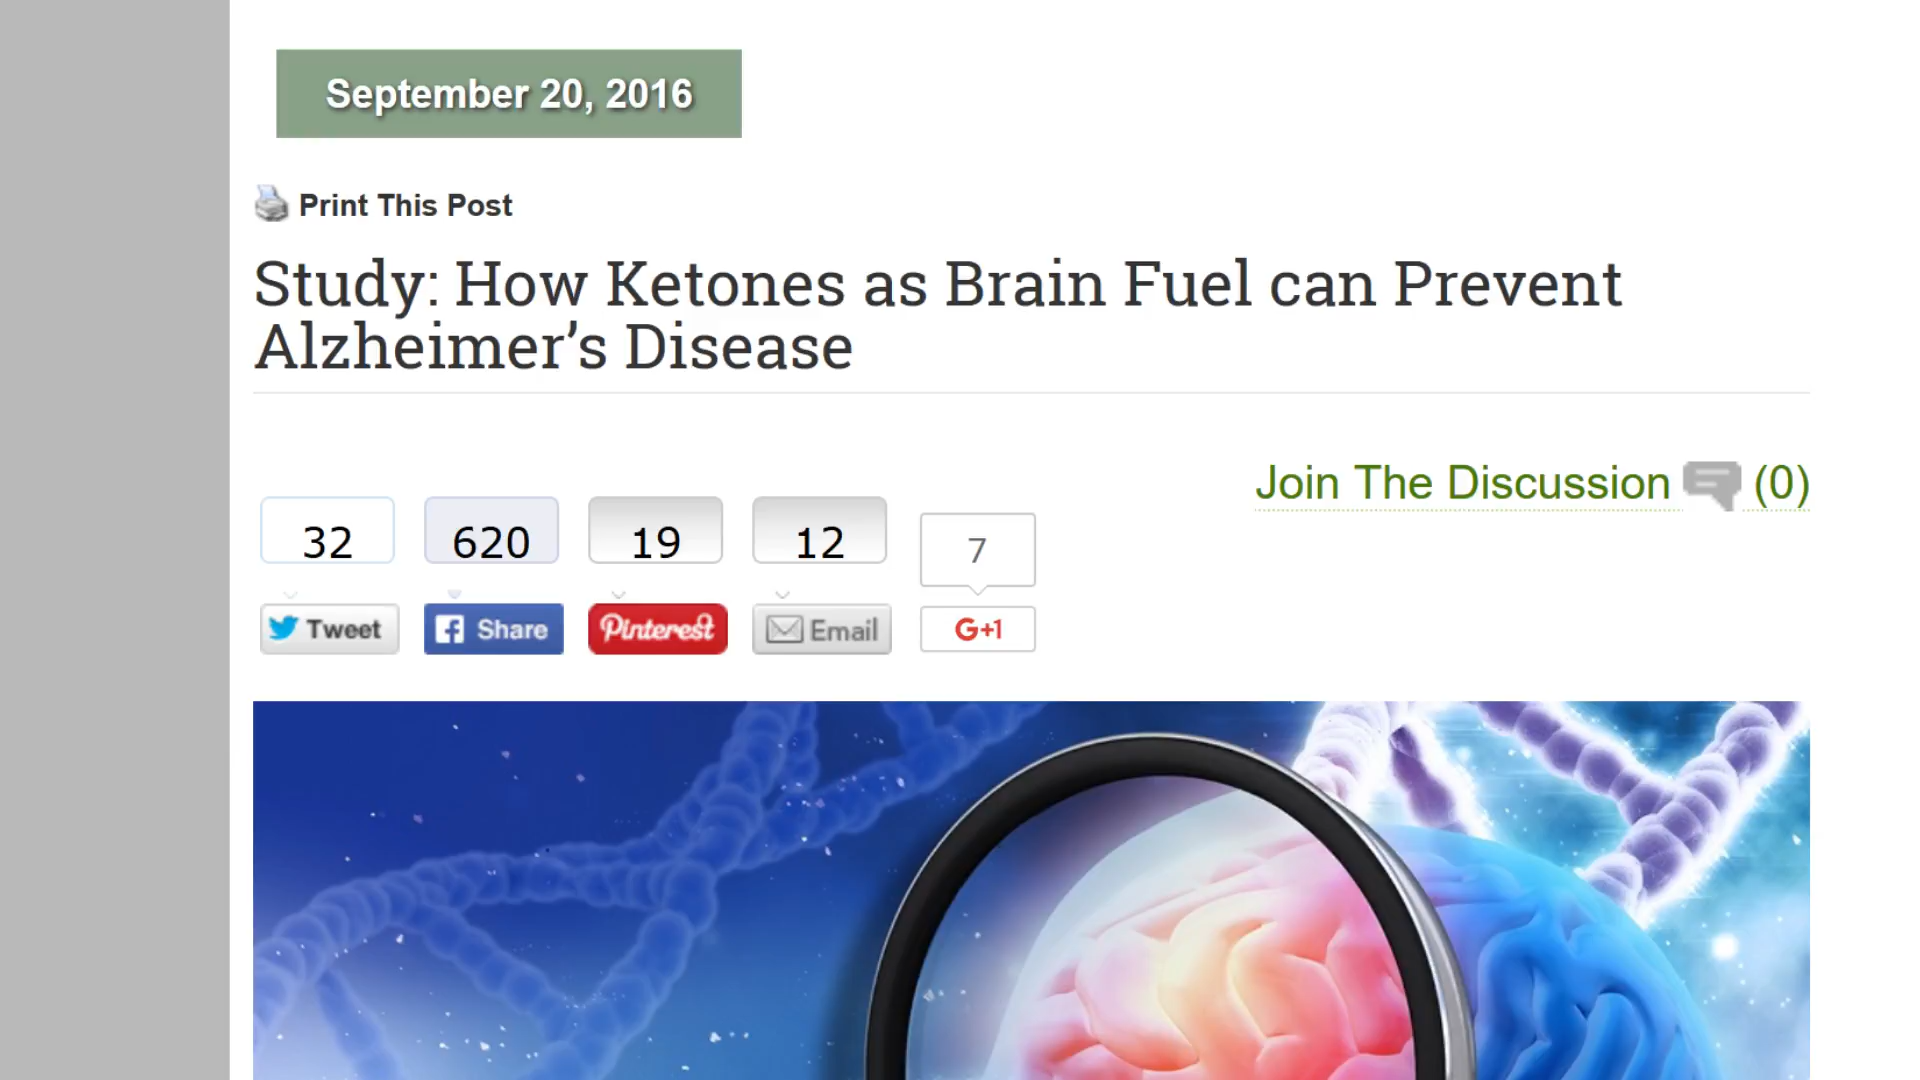 September 20, 2016
Print This Post
Study: How Ketones as Brain Fuel can Prevent
Alzheimer’s Disease
Join The Discussion (0)
32 620 19 12 7
Tweet Share Pinterest Email G+1